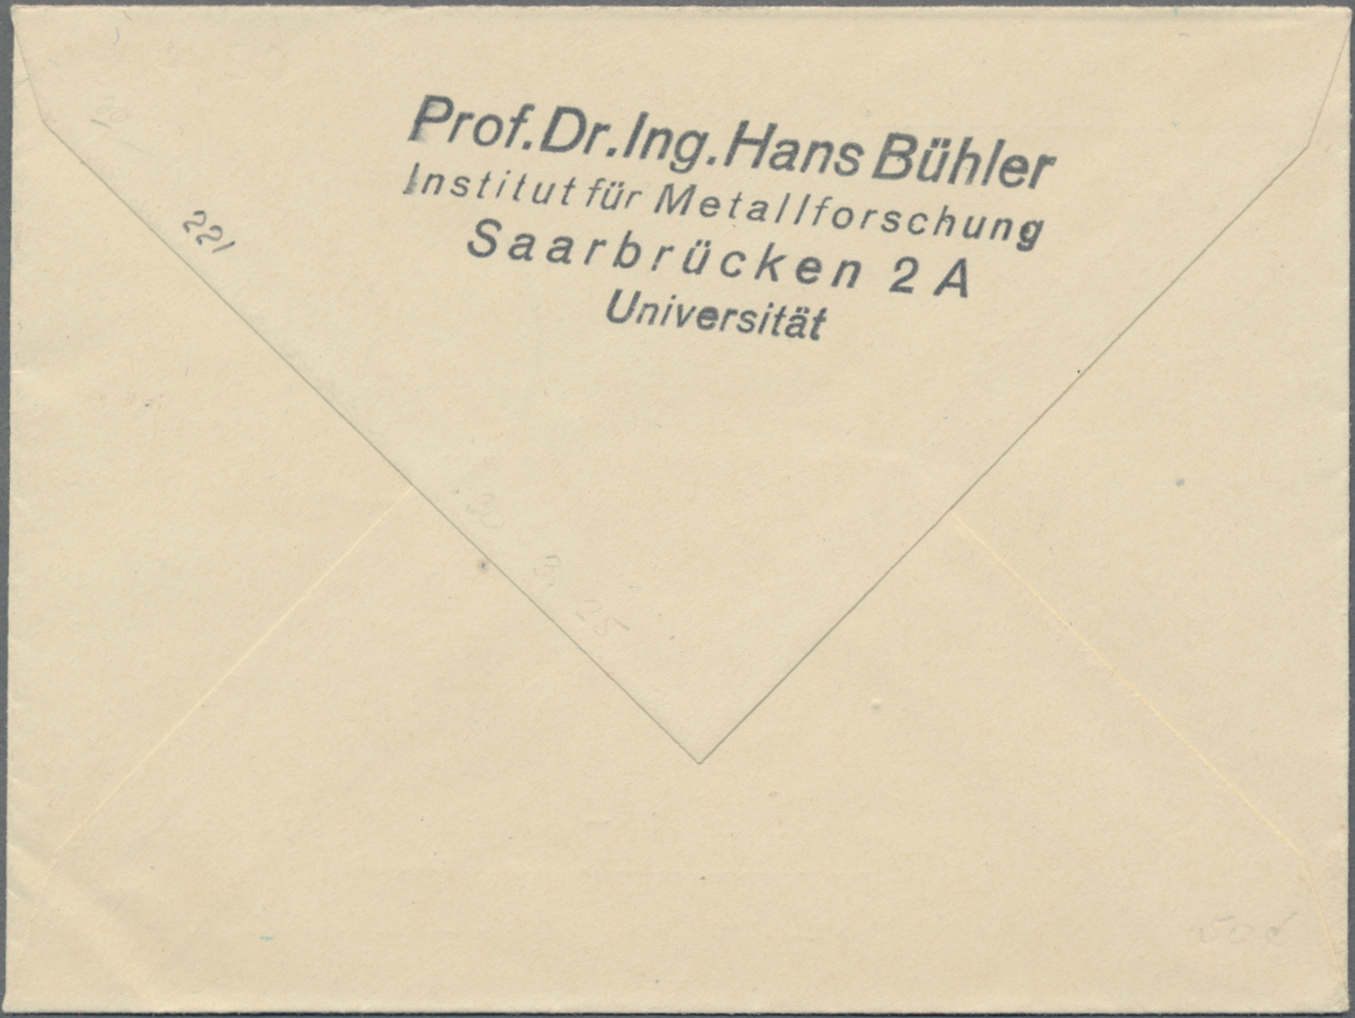 Prof.Dr.Ing.Hans Bühler
Institut für Metallforschung
Saarbrücken 2 A
Universität
221